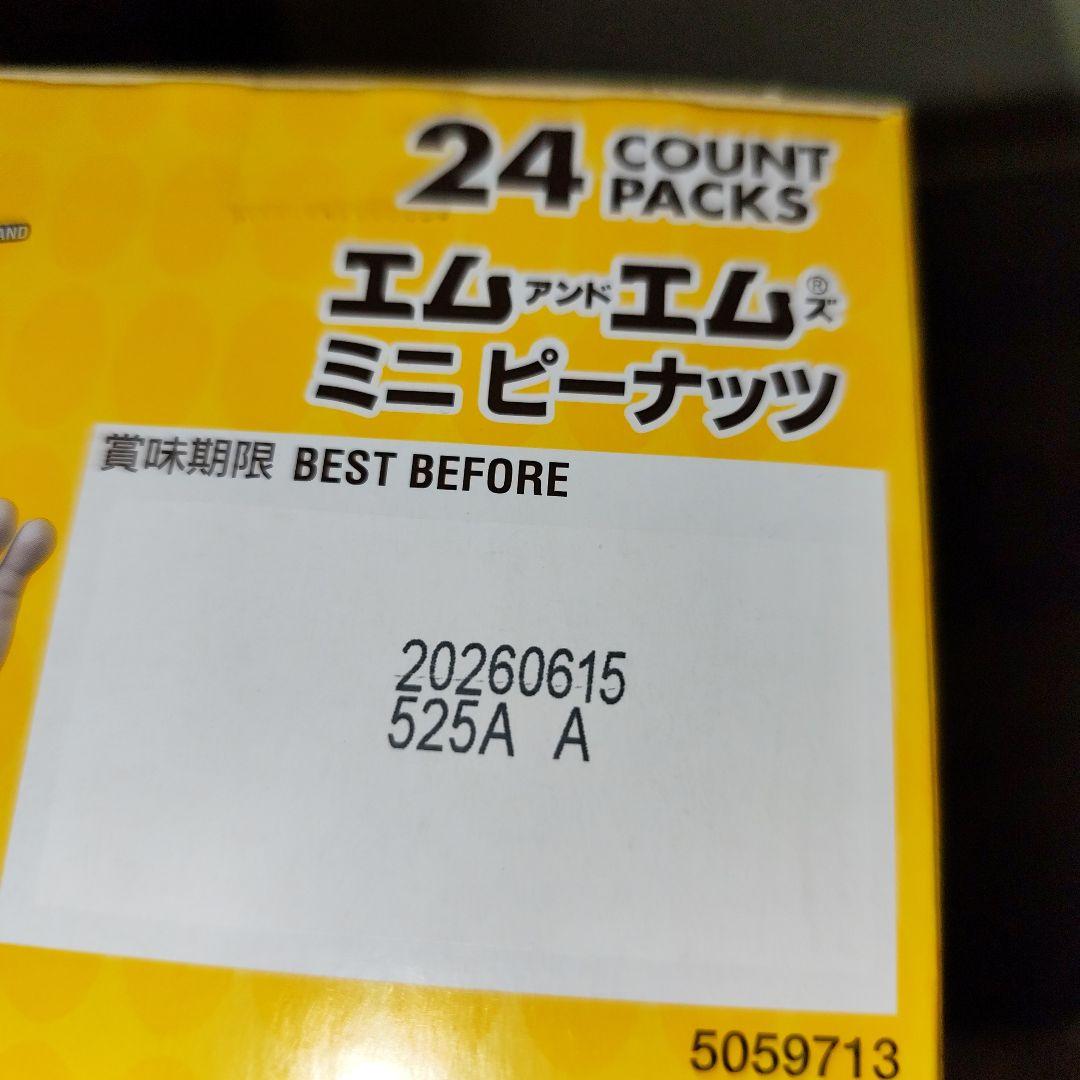 24 COUNT PACKS
AND
エムアンドエム®ズ
ミニ ピーナッツ
賞味期限 BEST BEFORE
20260615
525A A
5059713